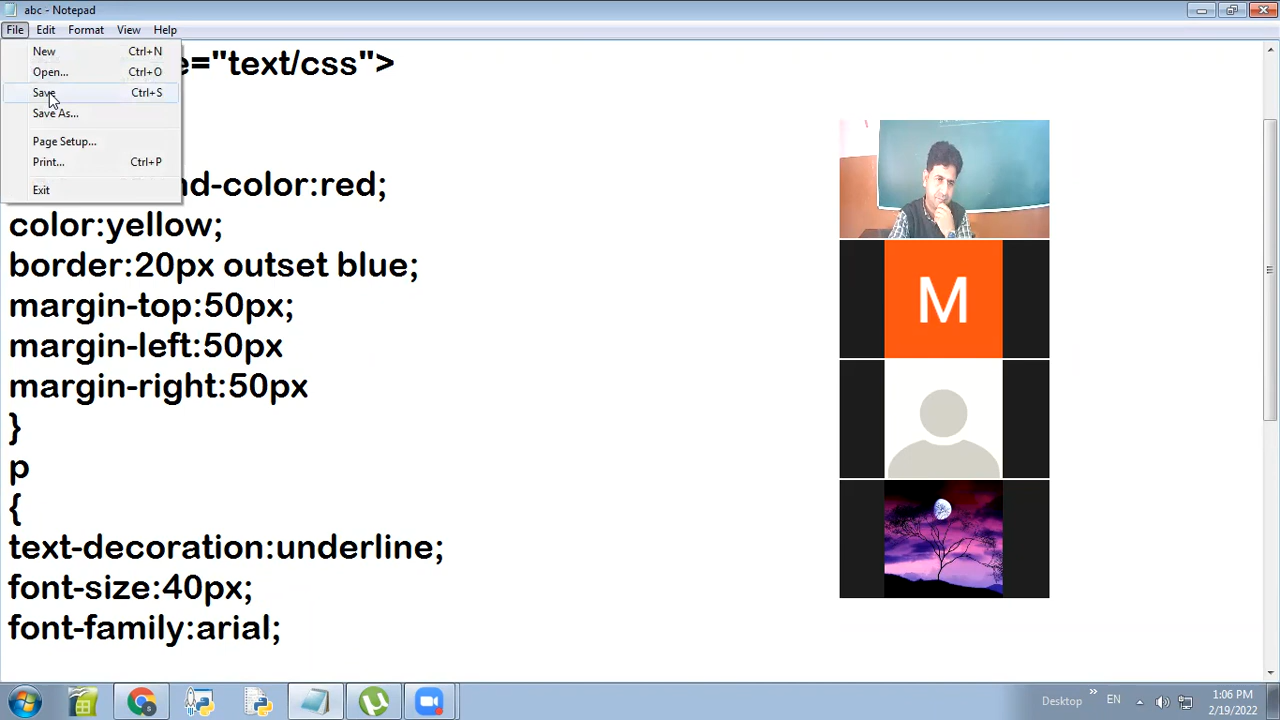 abc - Notepad
File Edit Format View Help
New Ctrl+N
Open... Ctrl+O
Save Ctrl+S
Save As...
Page Setup...
Print... Ctrl+P
Exit
e="text/css">
nd-color:red;
color:yellow;
border:20px outset blue;
margin-top:50px;
margin-left:50px
margin-right:50px
}
p
{
text-decoration:underline;
font-size:40px;
font-family:arial;
M
Desktop » EN 1:06 PM
2/19/2022